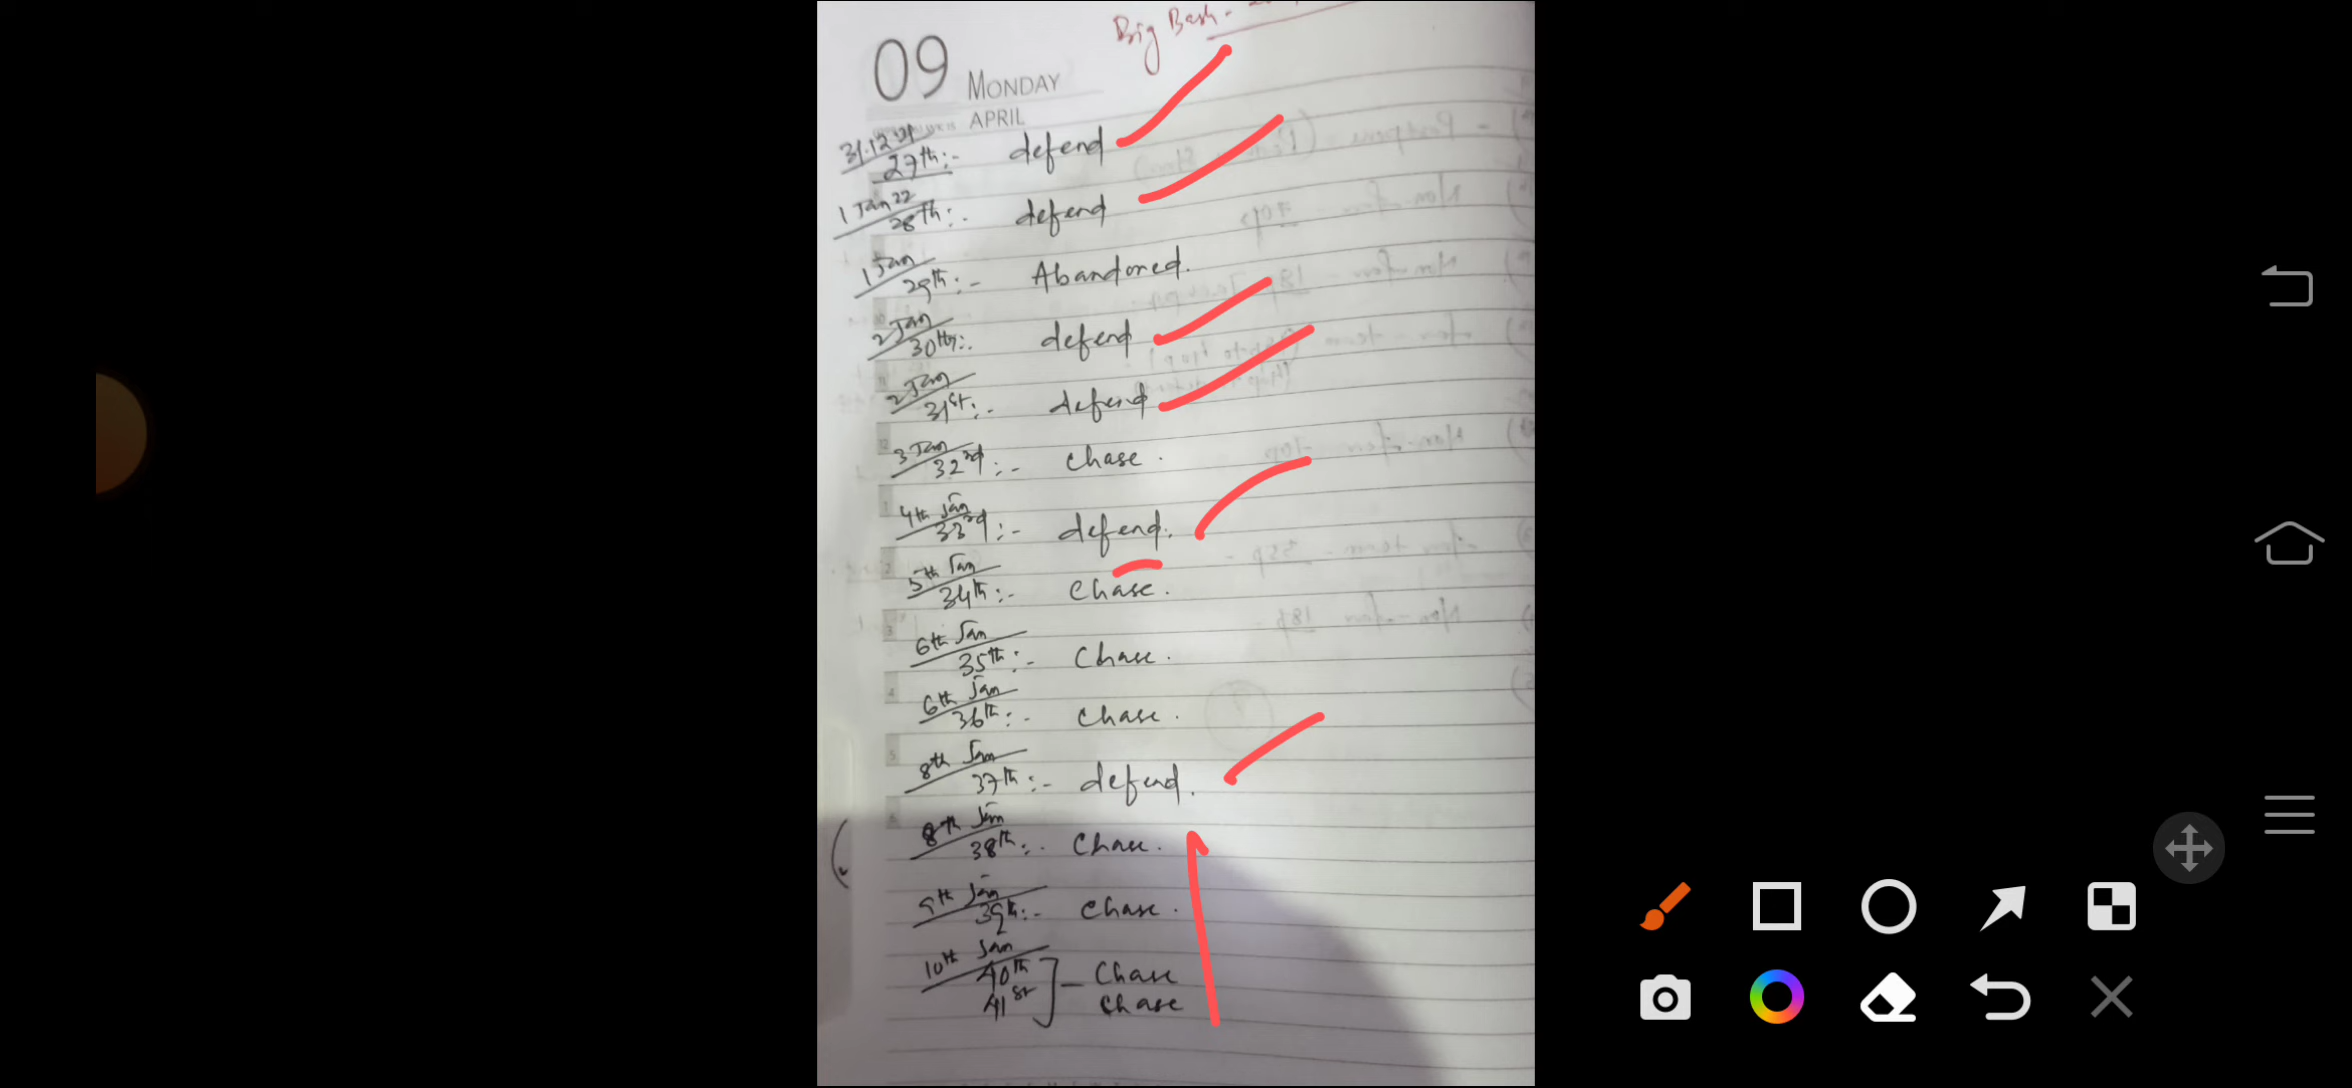 Big Bash -
09 MONDAY
APRIL
31.12.21
27th :- defend
1 Jan 22
28th :- defend
1 Jan
29th :- Abandoned.
2 Jan
30th :- defend
2 Jan
31st :- defend
3 Jan
32nd :- Chase.
4th Jan
33rd :- defend.
5th Jan
34th :- Chase.
6th Jan
35th :- Chase.
6th Jan
36th :- Chase.
8th Jan
37th :- defend.
8th Jan
38th :- Chase.
9th Jan
39th :- Chase.
10th Jan
40th - Chase
41st Chase